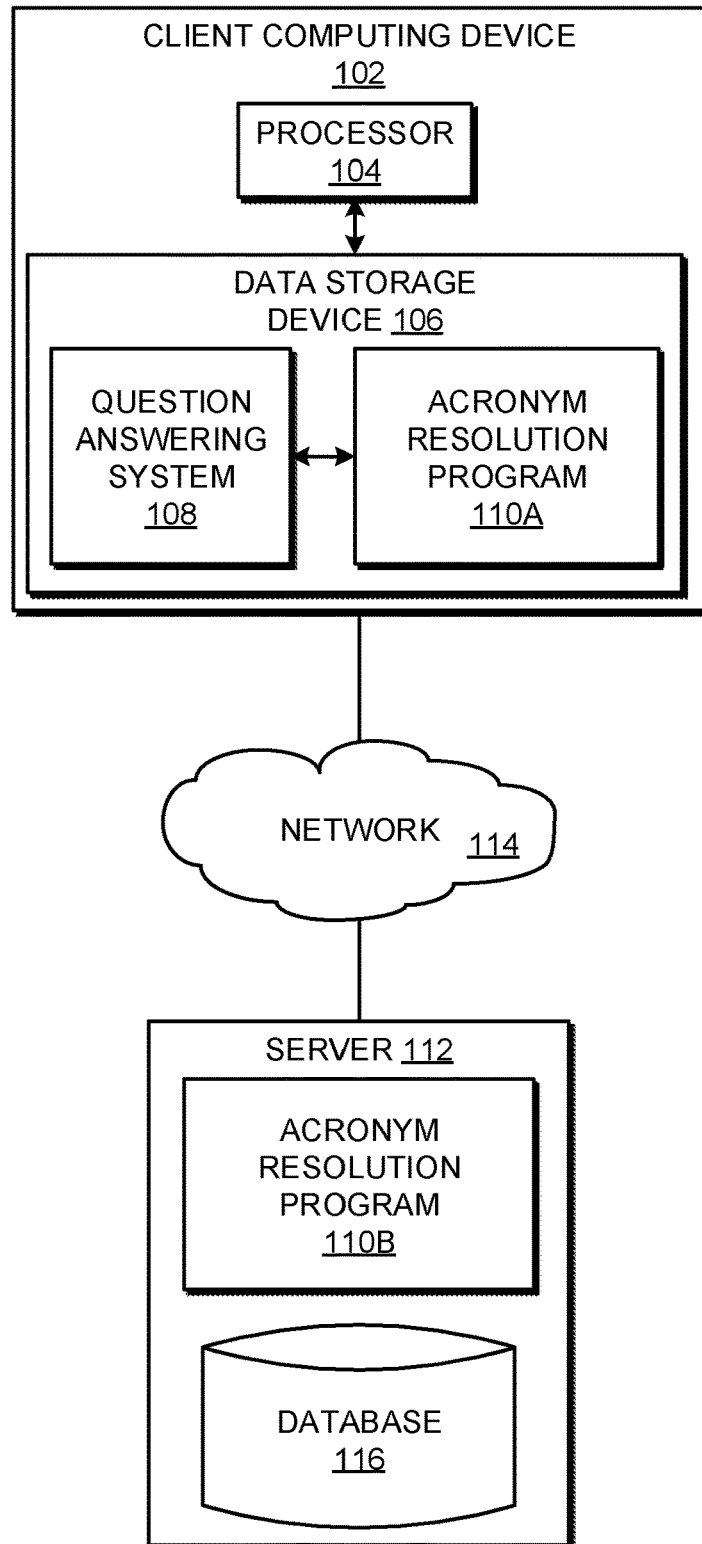 CLIENT COMPUTING DEVICE
102
PROCESSOR
104
DATA STORAGE
DEVICE 106
QUESTION
ANSWERING
SYSTEM
108
ACRONYM
RESOLUTION
PROGRAM
110A
NETWORK 114
SERVER 112
ACRONYM
RESOLUTION
PROGRAM
110B
DATABASE
116